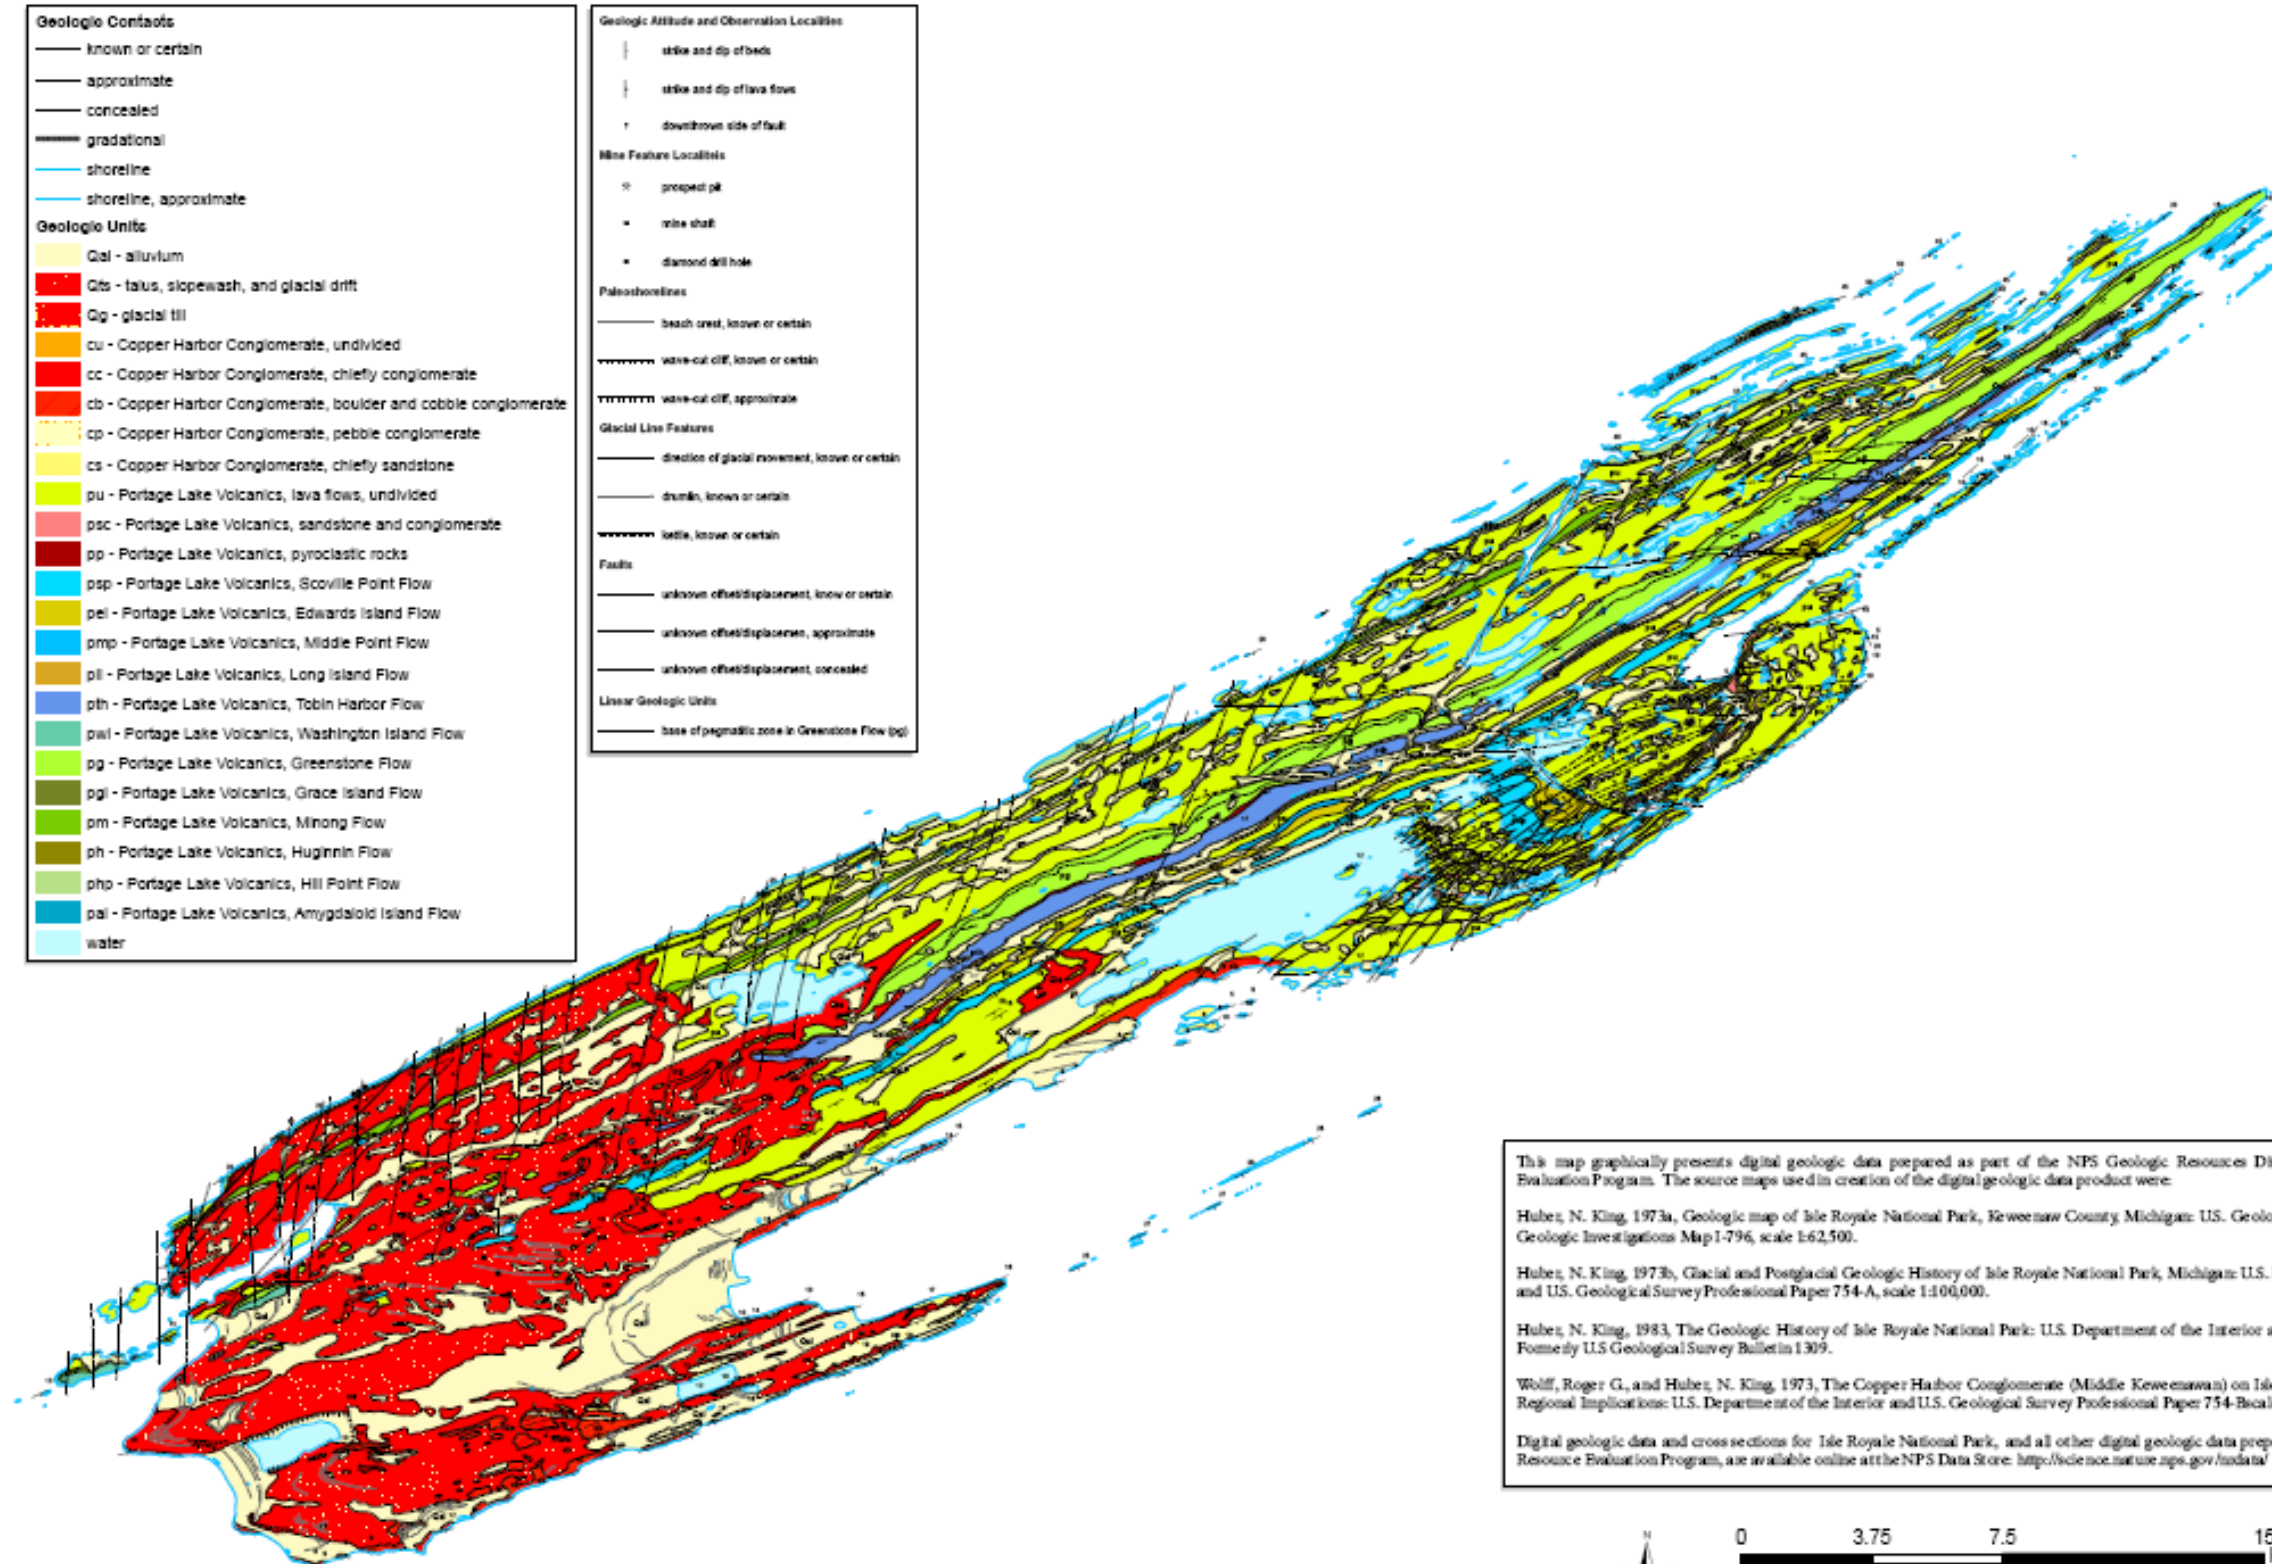 Geologic Contacts
known or certain
approximate
concealed
gradational
shoreline
shoreline, approximate
Geologic Units
Qal - alluvium
Qts - talus, slopewash, and glacial drift
Qg - glacial till
cu - Copper Harbor Conglomerate, undivided
cc - Copper Harbor Conglomerate, chiefly conglomerate
cb - Copper Harbor Conglomerate, boulder and cobble conglomerate
cp - Copper Harbor Conglomerate, pebble conglomerate
cs - Copper Harbor Conglomerate, chiefly sandstone
pu - Portage Lake Volcanics, lava flows, undivided
psc - Portage Lake Volcanics, sandstone and conglomerate
pp - Portage Lake Volcanics, pyroclastic rocks
psp - Portage Lake Volcanics, Scoville Point Flow
pei - Portage Lake Volcanics, Edwards Island Flow
pmp - Portage Lake Volcanics, Middle Point Flow
pli - Portage Lake Volcanics, Long Island Flow
pth - Portage Lake Volcanics, Tobin Harbor Flow
pwi - Portage Lake Volcanics, Washington Island Flow
pg - Portage Lake Volcanics, Greenstone Flow
pgi - Portage Lake Volcanics, Grace Island Flow
pm - Portage Lake Volcanics, Minong Flow
ph - Portage Lake Volcanics, Huginnin Flow
php - Portage Lake Volcanics, Hill Point Flow
pai - Portage Lake Volcanics, Amygdaloid Island Flow
water
Geologic Attitude and Observation Localities
strike and dip of beds
strike and dip of lava flows
downthrown side of fault
Mine Feature Localiteis
prospect pit
mine shaft
diamond drill hole
Paleoshorelines
beach crest, known or certain
wave-cut cliff, known or certain
wave-cut cliff, approximate
Glacial Line Features
direction of glacial movement, known or certain
drumlin, known or certain
kettle, known or certain
Faults
unknown offset/displacement, know or certain
unknown offset/displacemen, approximate
unknown offset/displacement, concealed
Linear Geologic Units
base of pegmatitic zone in Greenstone Flow (pg)
This map graphically presents digital geologic data prepared as part of the NPS Geologic Resources Di
Evaluation Program. The source maps used in creation of the digital geologic data product were:
Huber, N. King, 1973a, Geologic map of Isle Royale National Park, Keweenaw County, Michigan: U.S. Geolo
Geologic Investigations Map I-796, scale 1:62,500.
Huber, N. King, 1973b, Glacial and Postglacial Geologic History of Isle Royale National Park, Michigan: U.S.
and U.S. Geological Survey Professional Paper 754-A, scale 1:100,000.
Huber, N. King, 1983, The Geologic History of Isle Royale National Park: U.S. Department of the Interior a
Formerly U.S Geological Survey Bulletin 1309.
Wolff, Roger G., and Huber, N. King, 1973, The Copper Harbor Conglomerate (Middle Keweenawan) on Isle
Regional Implications: U.S. Department of the Interior and U.S. Geological Survey Professional Paper 754-B scal
Digital geologic data and cross sections for Isle Royale National Park, and all other digital geologic data prep
Resource Evaluation Program, are available online at the NPS Data Store: http://science.nature.nps.gov/nrdata/
N
0 3.75 7.5 15